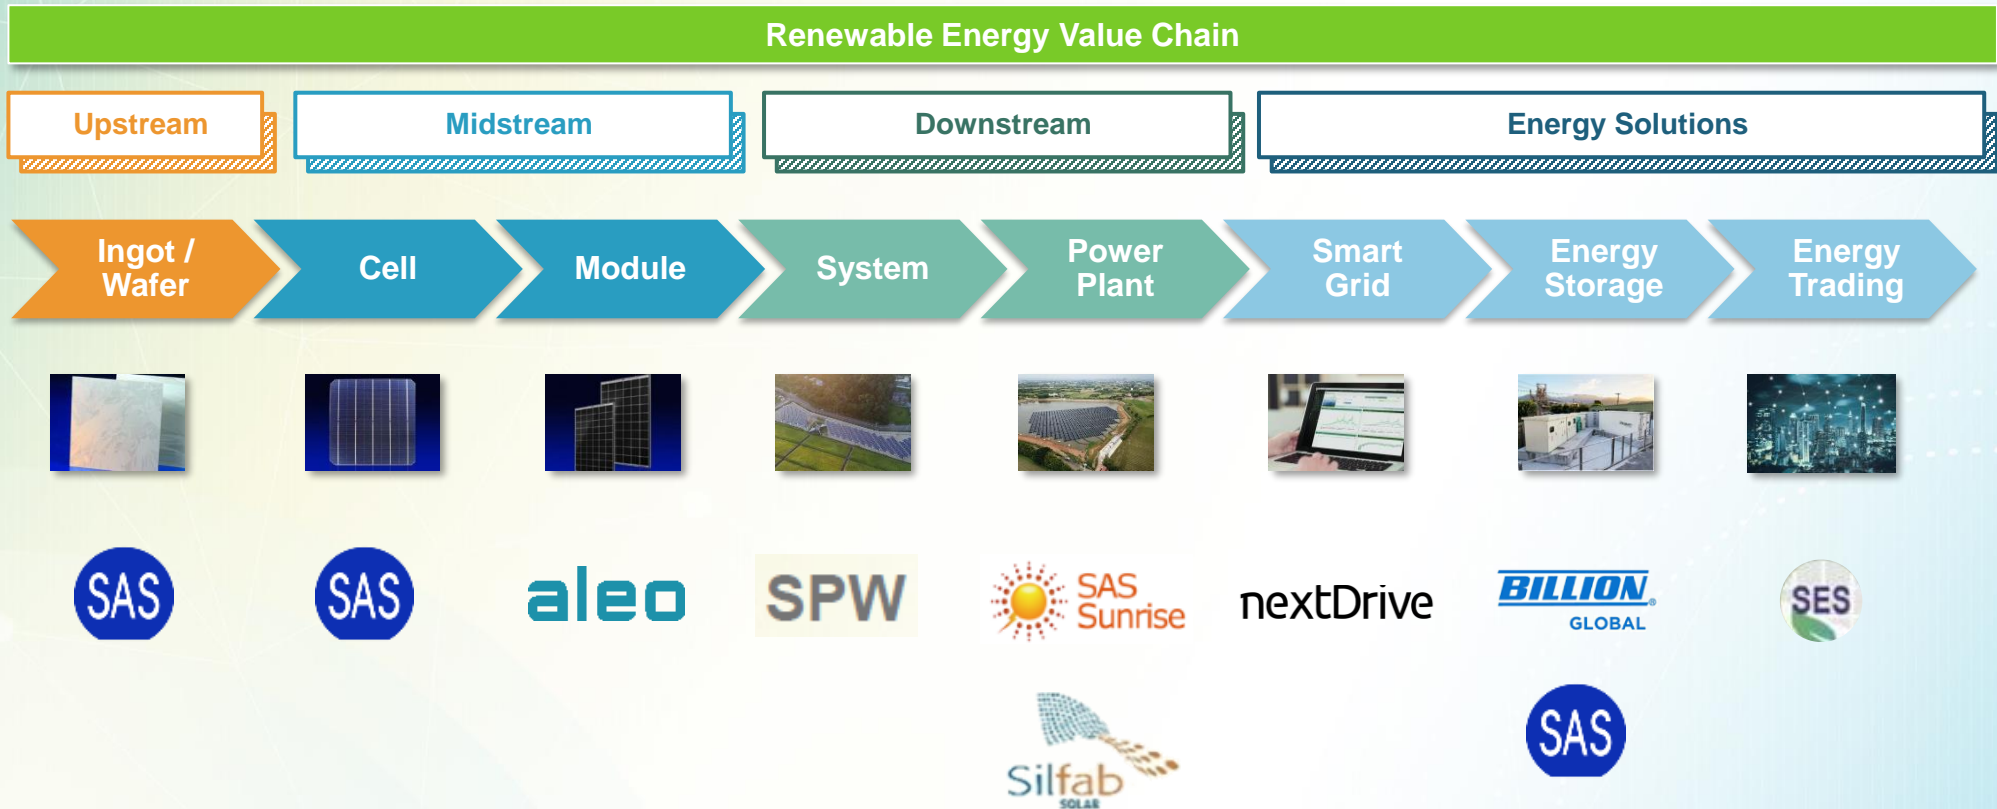 Renewable Energy Value Chain
Upstream
Midstream
Downstream
Energy Solutions
Ingot /
Wafer
Cell
Module
System
Power
Plant
Smart
Grid
Energy
Storage
Energy
Trading
SAS
SAS
aleo
SPW
SAS
Sunrise
nextDrive
BILLION
GLOBAL
SES
Silfab
SOLAR
SAS